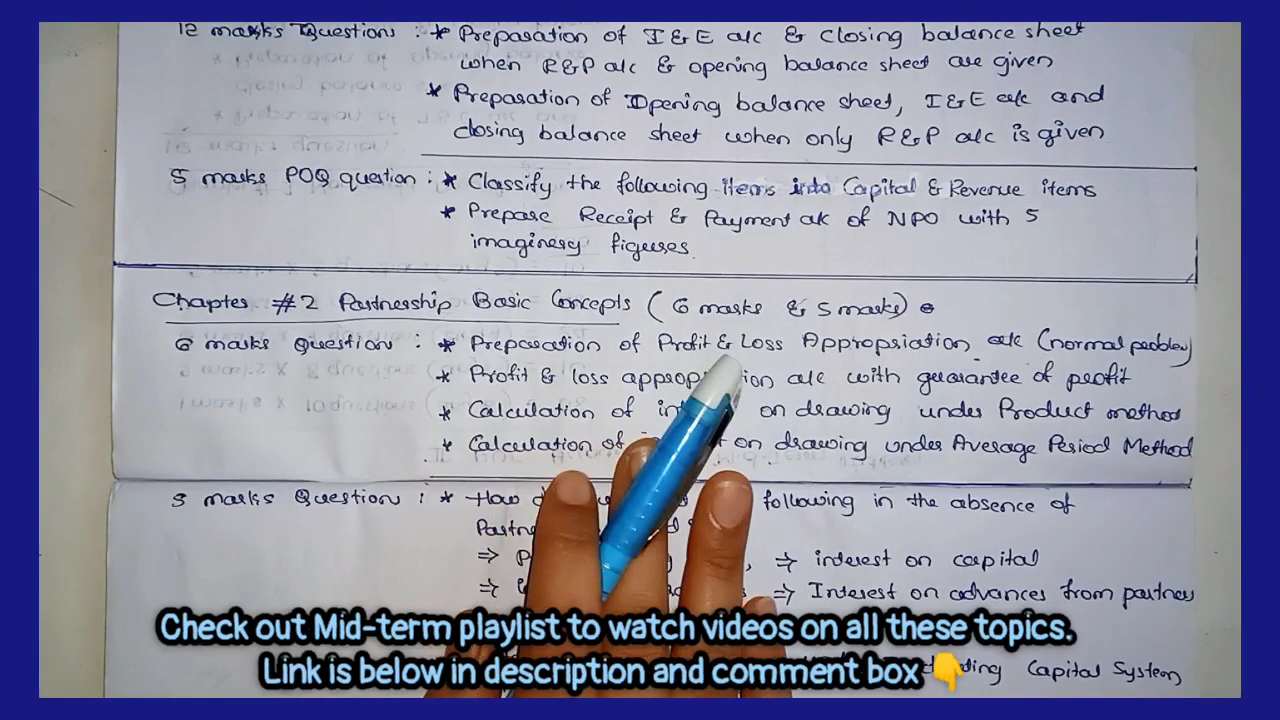 12 marks Questions : * Preparation of I & E a/c & Closing balance sheet
when R&P a/c & opening balance sheet are given
* Preparation of Opening balance sheet, I&E a/c and
closing balance sheet when only R&P a/c is given
5 marks POQ question : * Classify the following items into Capital & Revenue items
* Prepare Receipt & Payment a/c of NPO with 5
imaginery figures.
Chapter #2 Partnership Basic Concepts ( 6 marks & 5 marks)
6 marks Question : * Preparation of Profit & Loss Appropriation a/c (normal problem)
* Profit & loss a/c with guarantee of profit
* Calculation of on drawing under Product method
* Calculation of on drawing under Average Period Method
5 marks Question : * How following in the absence of
⇒ ⇒ interest on capital
⇒ ⇒ Interest on advances from partners
Capital System
Check out Mid-term playlist to watch videos on all these topics.
Link is below in description and comment box 👇